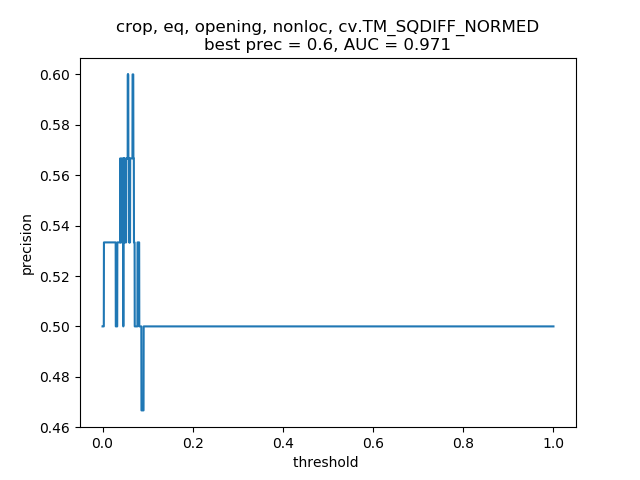 crop, eq, opening, nonloc, cv.TM_SQDIFF_NORMED
best prec = 0.6, AUC = 0.971
0.60
0.58
0.56
0.54
0.52
0.50
0.48
0.46
precision
0.0 0.2 0.4 0.6 0.8 1.0
threshold